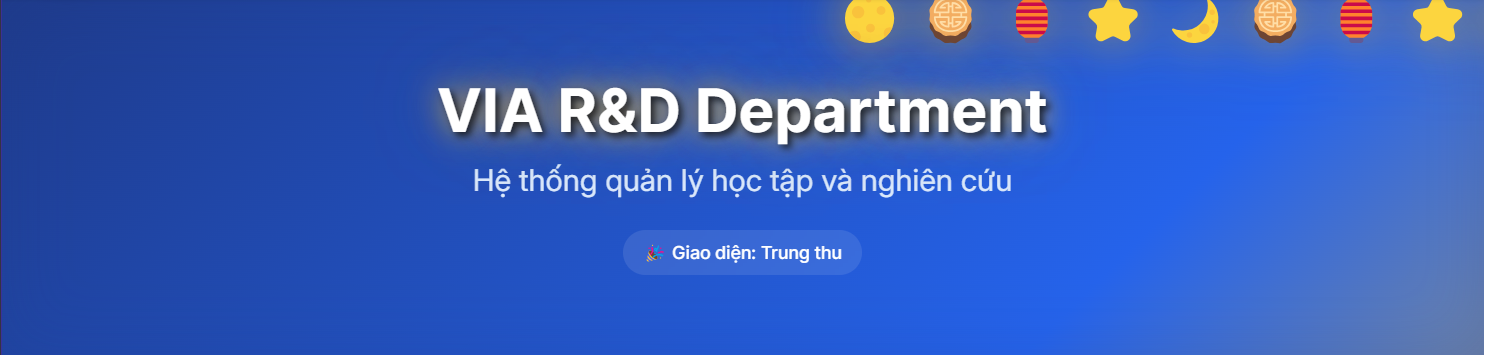 VIA R&D Department
Hệ thống quản lý học tập và nghiên cứu
🎉 Giao diện: Trung thu